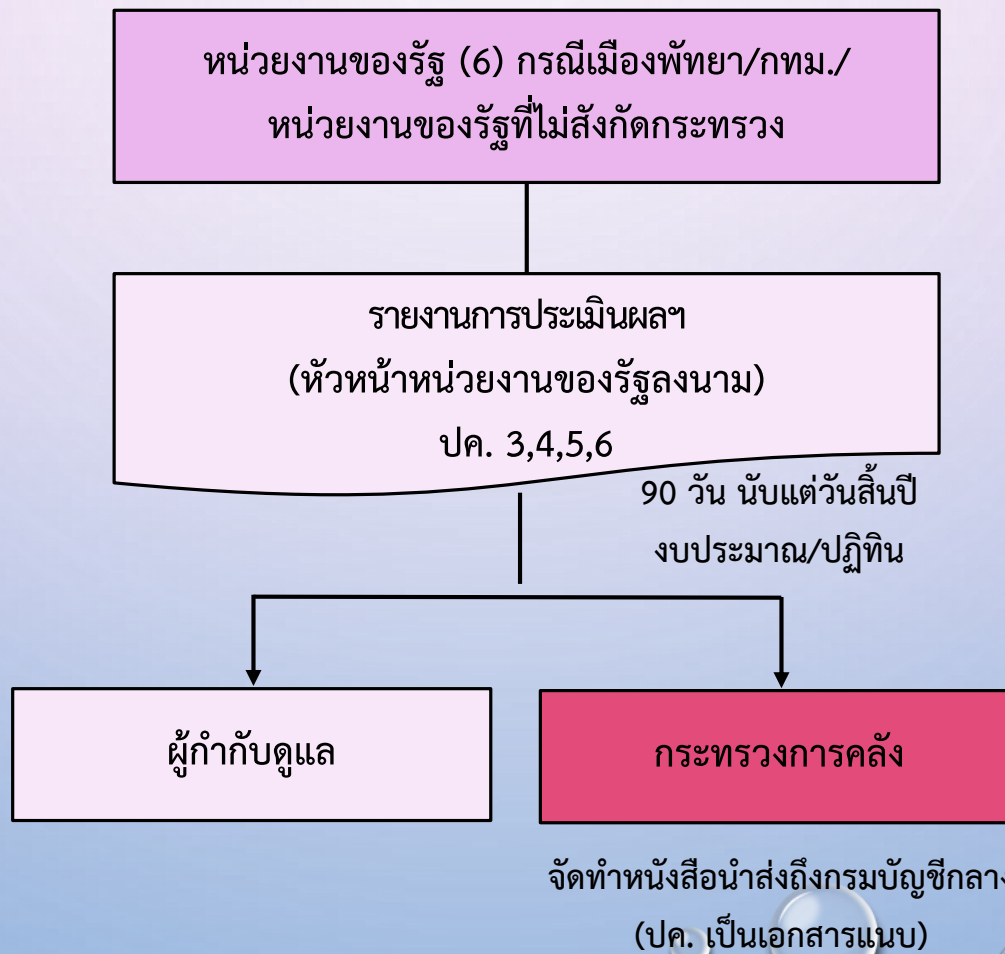 หน่วยงานของรัฐ (6) กรณีเมืองพัทยา/กทม./
หน่วยงานของรัฐที่ไม่สังกัดกระทรวง
รายงานการประเมินผลฯ
(หัวหน้าหน่วยงานของรัฐลงนาม)
ปค. 3,4,5,6
90 วัน นับแต่วันสิ้นปี
งบประมาณ/ปฏิทิน
ผู้กำกับดูแล
กระทรวงการคลัง
จัดทำหนังสือนำส่งถึงกรมบัญชีกลาง
(ปค. เป็นเอกสารแนบ)